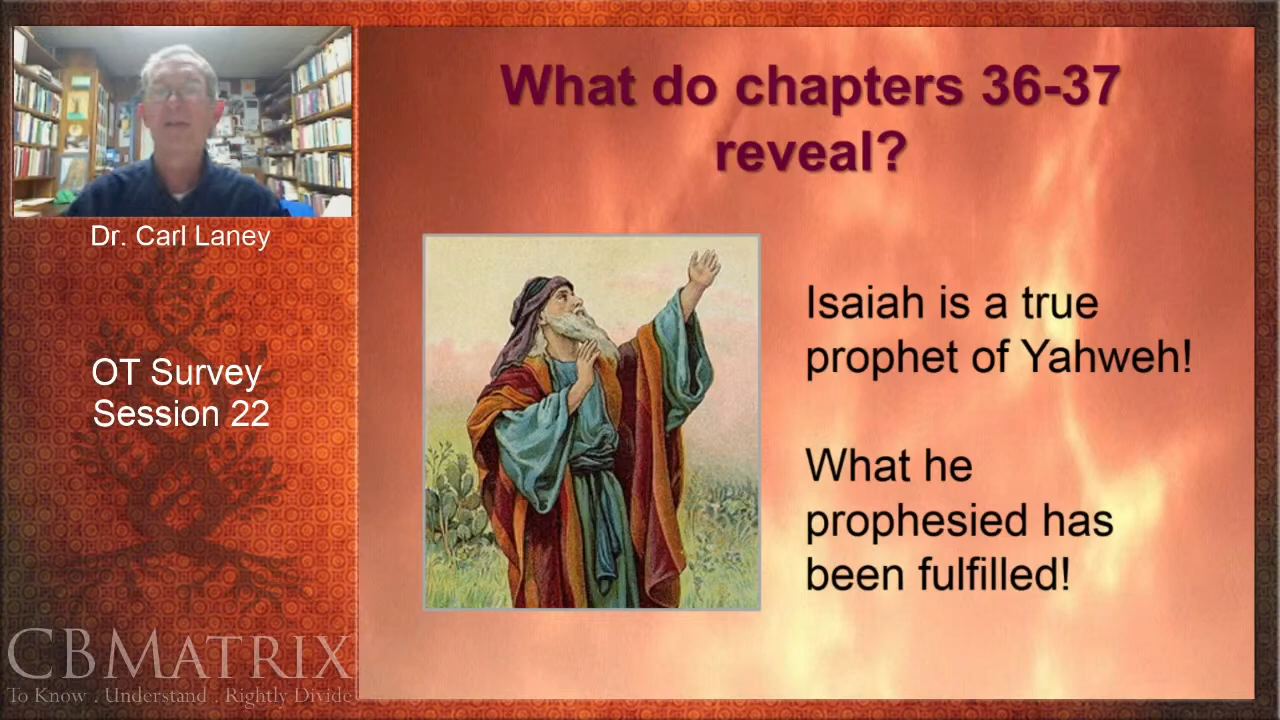 Dr. Carl Laney
OT Survey
Session 22
CBMATRIX
To Know . Understand . Rightly Divide
What do chapters 36-37
reveal?
Isaiah is a true
prophet of Yahweh!
What he
prophesied has
been fulfilled!